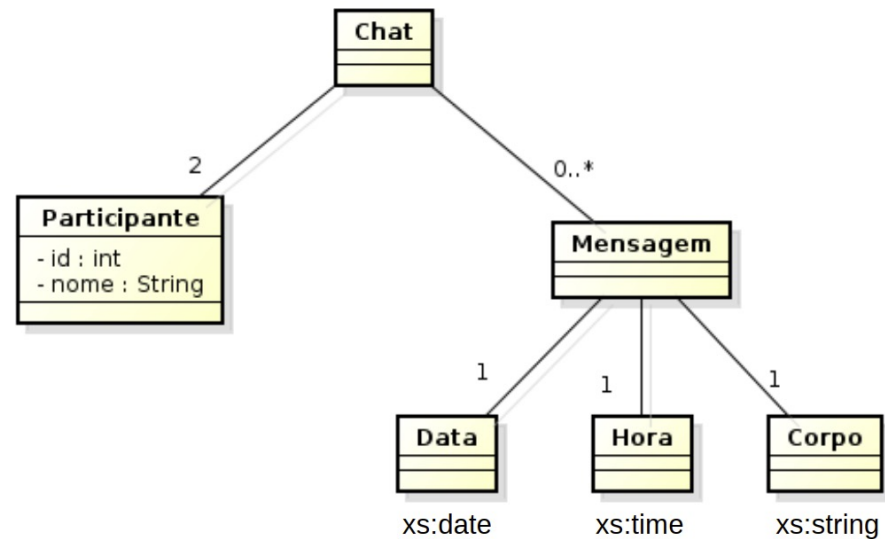 Chat
2
0..*
Participante
- id : int
- nome : String
Mensagem
1
1
1
Data
Hora
Corpo
xs:date
xs:time
xs:string